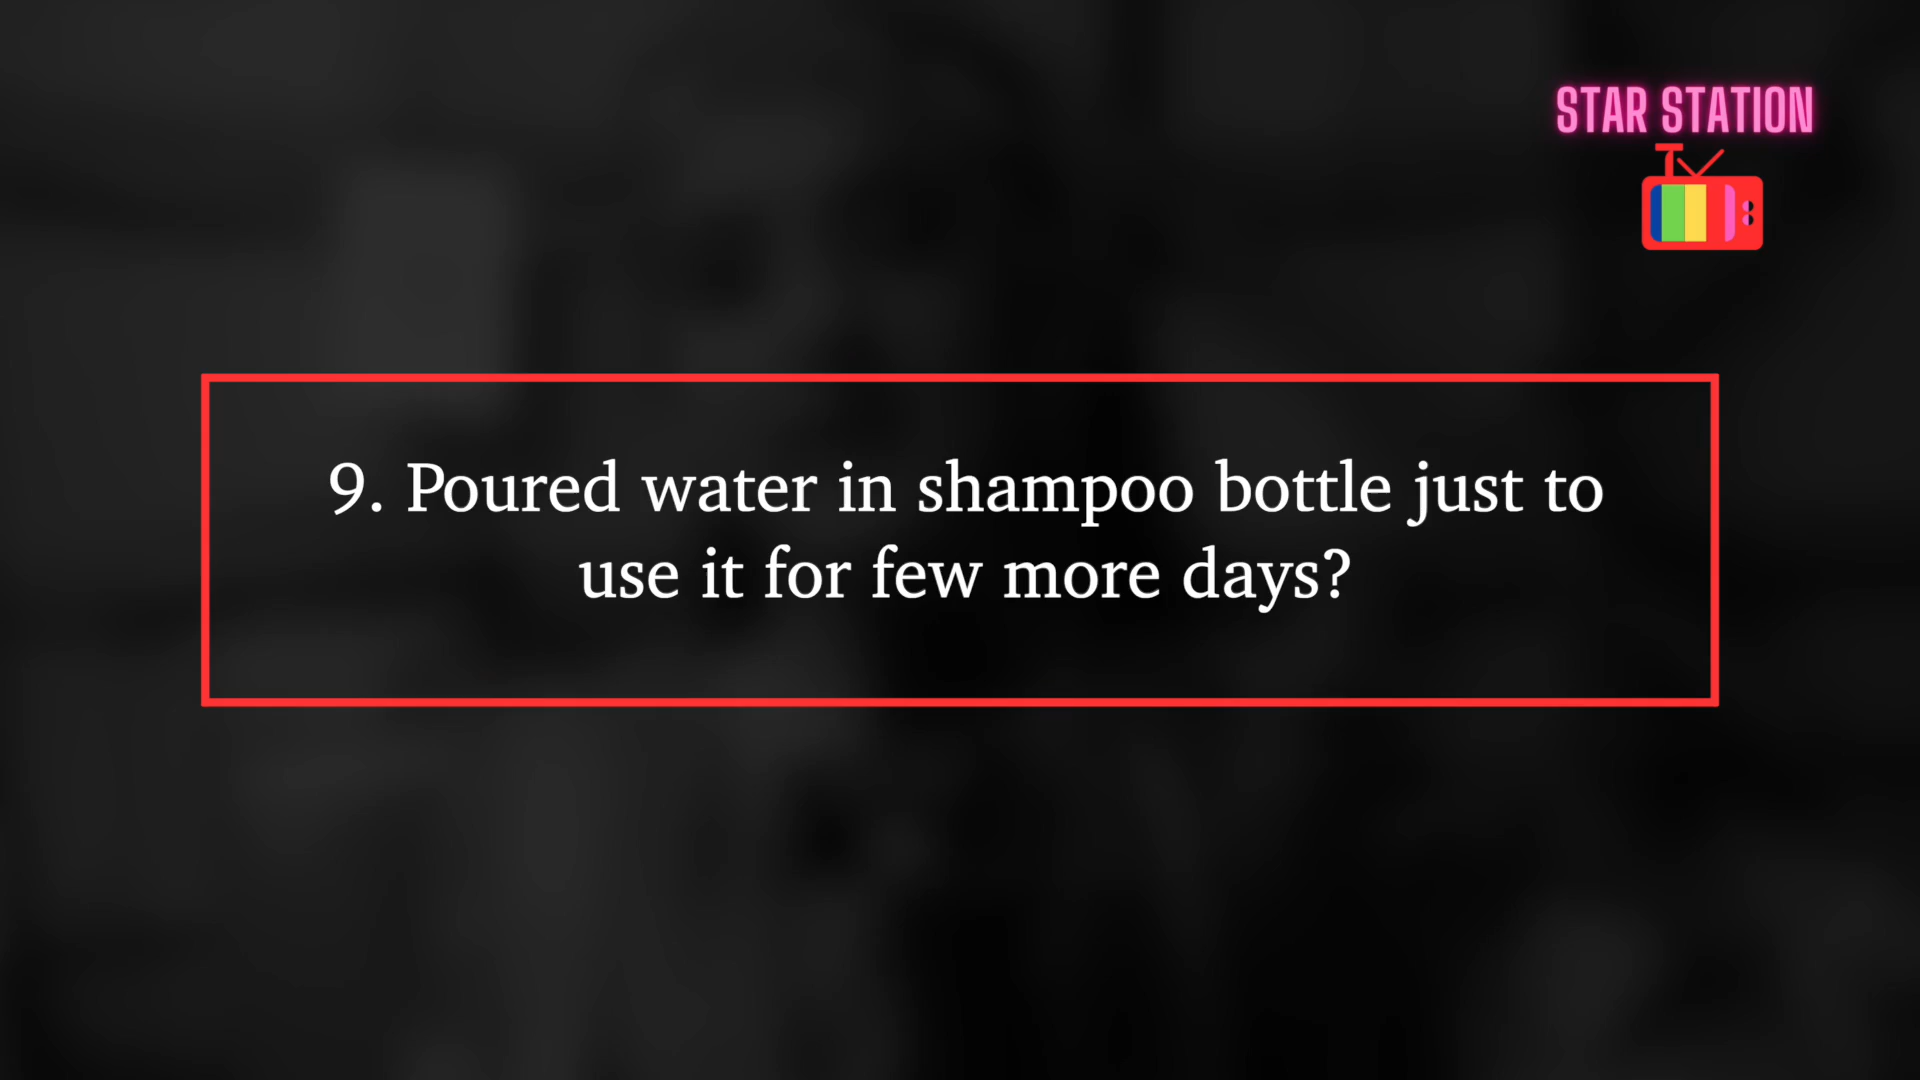 STAR STATION
T
9. Poured water in shampoo bottle just to
use it for few more days?